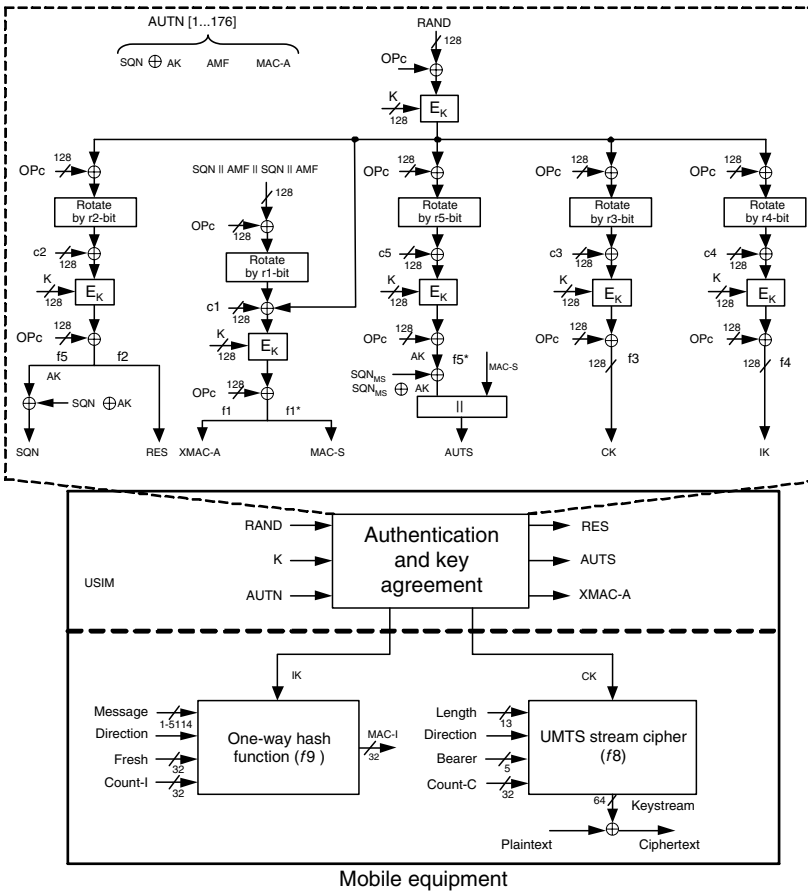 AUTN [1...176]
SQN ⊕ AK AMF MAC-A
RAND
128
OPc
K
128
E_K
128
OPc
Rotate
by r2-bit
c2
128
K
128
E_K
128
OPc
f5 f2
AK
SQN ⊕AK
SQN
RES
SQN || AMF || SQN || AMF
128
OPc
128
Rotate
by r1-bit
c1
128
K
128
E_K
128
OPc
f1 f1*
XMAC-A
MAC-S
128
OPc
Rotate
by r5-bit
c5
128
K
128
E_K
128
OPc
AK f5*
SQN_MS
SQN_MS ⊕ AK
MAC-S
||
AUTS
128
OPc
Rotate
by r3-bit
c3
128
K
128
E_K
128
OPc
128 f3
CK
128
OPc
Rotate
by r4-bit
c4
128
K
128
E_K
128
OPc
128 f4
IK
USIM
RAND
K
AUTN
Authentication
and key
agreement
RES
AUTS
XMAC-A
IK
CK
Message
1-5114
Direction
Fresh
32
Count-I
32
One-way hash
function (f9 )
MAC-I
32
Length
13
Direction
Bearer
5
Count-C
32
UMTS stream cipher
(f8)
64
Keystream
Plaintext
Ciphertext
Mobile equipment